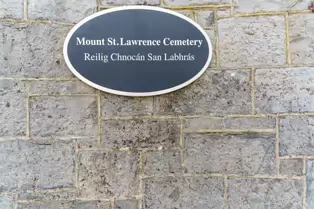 Mount St. Lawrence Cemetery
Reilig Chnocán San Labhrás